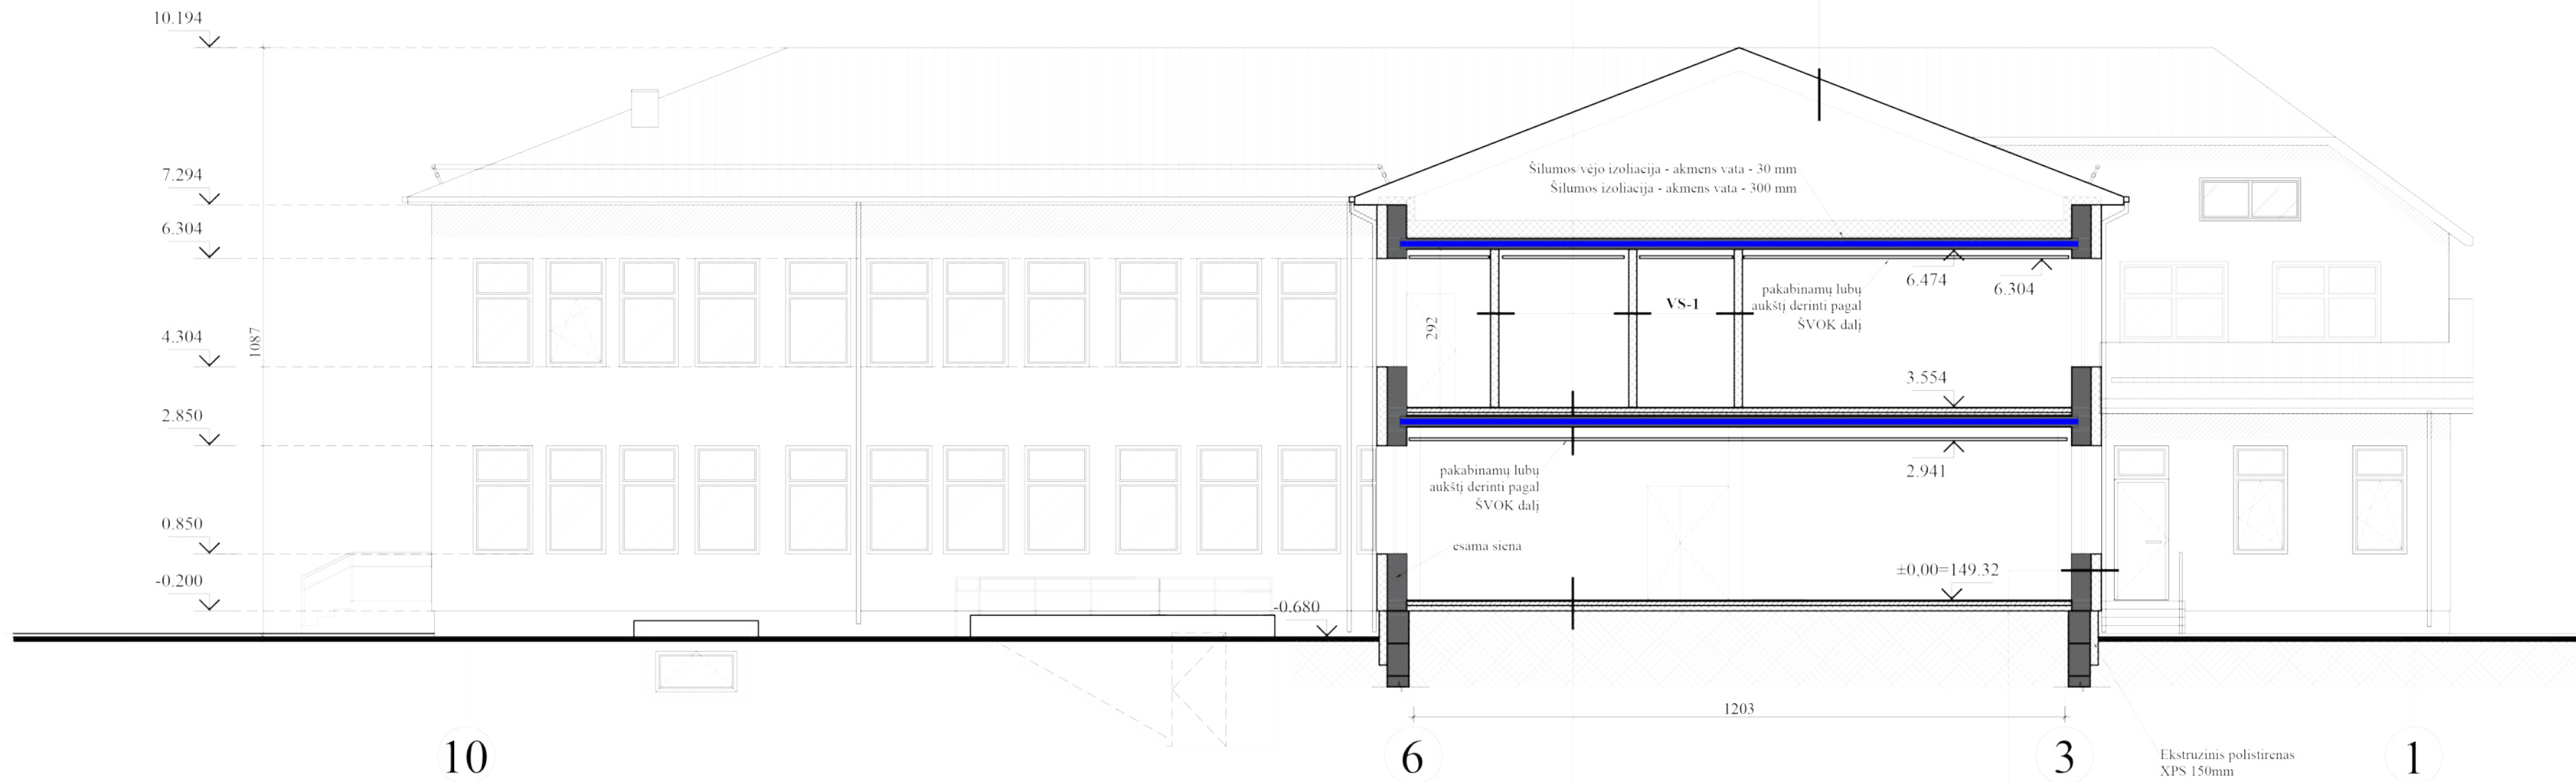 10.194
7.294
6.304
4.304
2.850
0.850
-0.200
1087
Šilumos/vėjo izoliacija - akmens vata - 30 mm
Šilumos izoliacija - akmens vata - 300 mm
6.474
6.304
pakabinamų lubų
aukštį derinti pagal
ŠVOK dalį
VS-1
292
3.554
2.941
pakabinamų lubų
aukštį derinti pagal
ŠVOK dalį
esama siena
±0,00=149.32
-0.680
1203
10
6
3
1
Ekstruzinis polistirenas
XPS 150mm